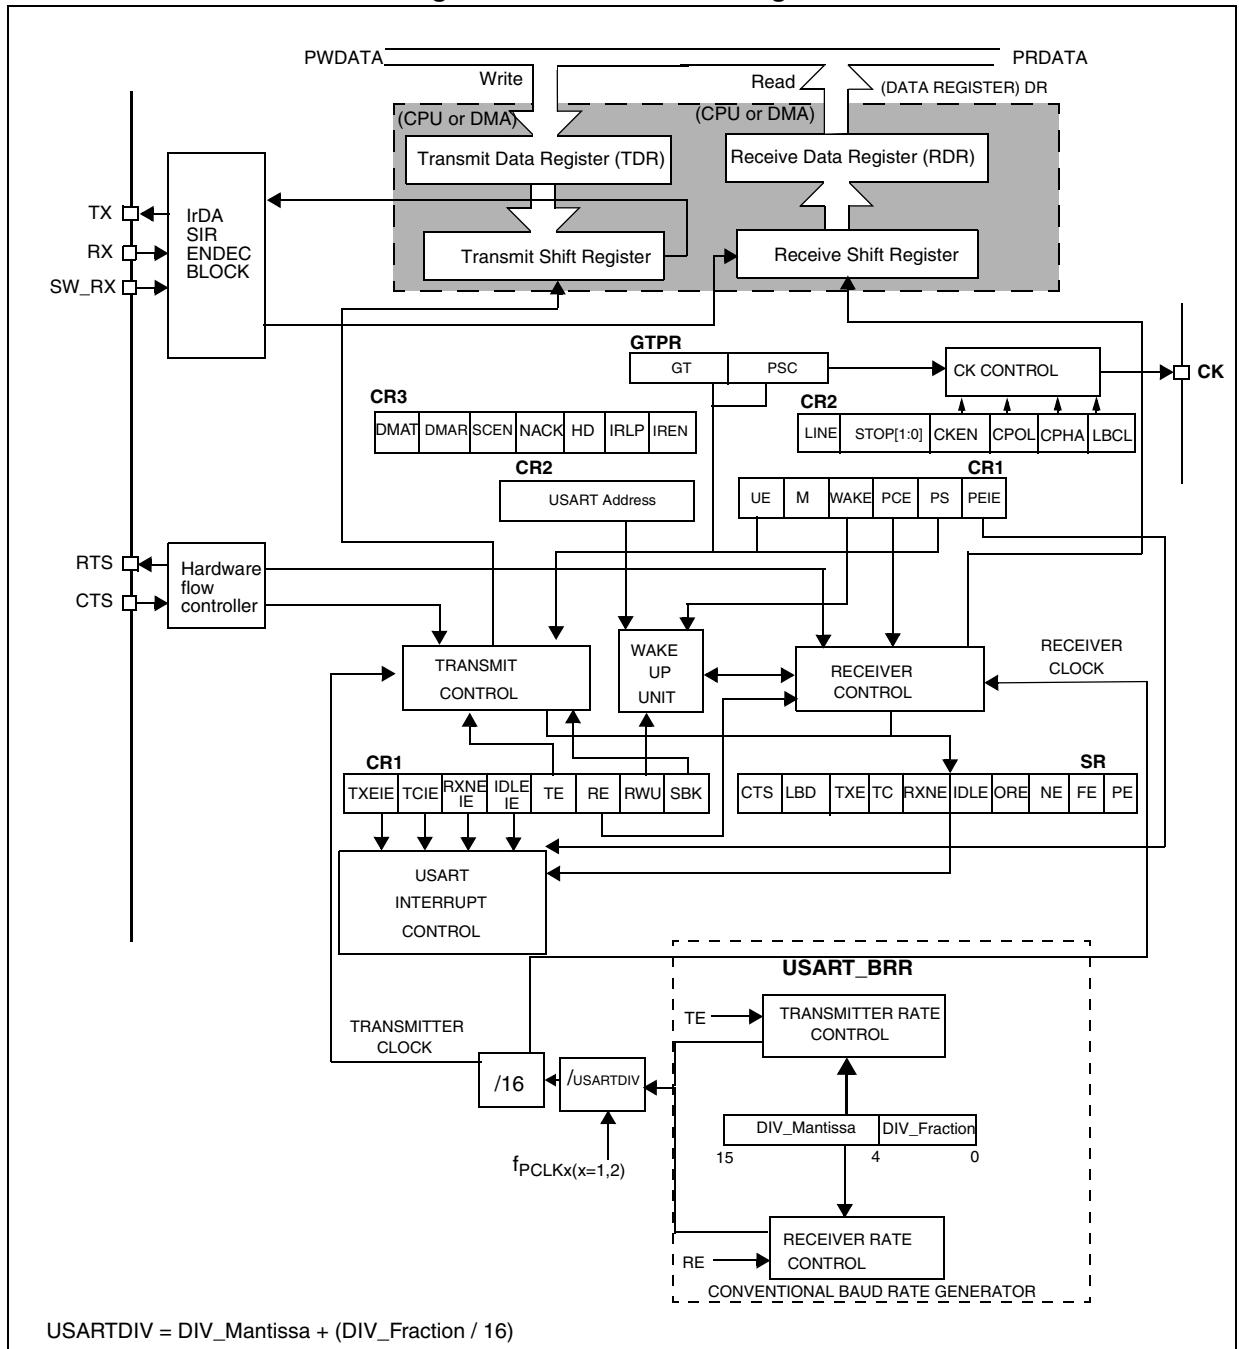 PWDATA
PRDATA
Write
Read
(DATA REGISTER) DR
(CPU or DMA)
(CPU or DMA)
Transmit Data Register (TDR)
Receive Data Register (RDR)
TX
RX
SW_RX
IrDA
SIR
ENDEC
BLOCK
Transmit Shift Register
Receive Shift Register
GTPR
GT
PSC
CK CONTROL
CK
CR3
DMAT
DMAR
SCEN
NACK
HD
IRLP
IREN
CR2
LINE
STOP[1:0]
CKEN
CPOL
CPHA
LBCL
CR2
USART Address
CR1
UE
M
WAKE
PCE
PS
PEIE
RTS
CTS
Hardware
flow
controller
TRANSMIT
CONTROL
WAKE
UP
UNIT
RECEIVER
CONTROL
RECEIVER
CLOCK
CR1
TXEIE
TCIE
RXNE
IE
IDLE
IE
TE
RE
RWU
SBK
SR
CTS
LBD
TXE
TC
RXNE
IDLE
ORE
NE
FE
PE
USART
INTERRUPT
CONTROL
USART_BRR
TE
TRANSMITTER RATE
CONTROL
TRANSMITTER
CLOCK
/16
/USARTDIV
DIV_Mantissa
DIV_Fraction
15
4
0
fPCLKx(x=1,2)
RE
RECEIVER RATE
CONTROL
CONVENTIONAL BAUD RATE GENERATOR
USARTDIV = DIV_Mantissa + (DIV_Fraction / 16)